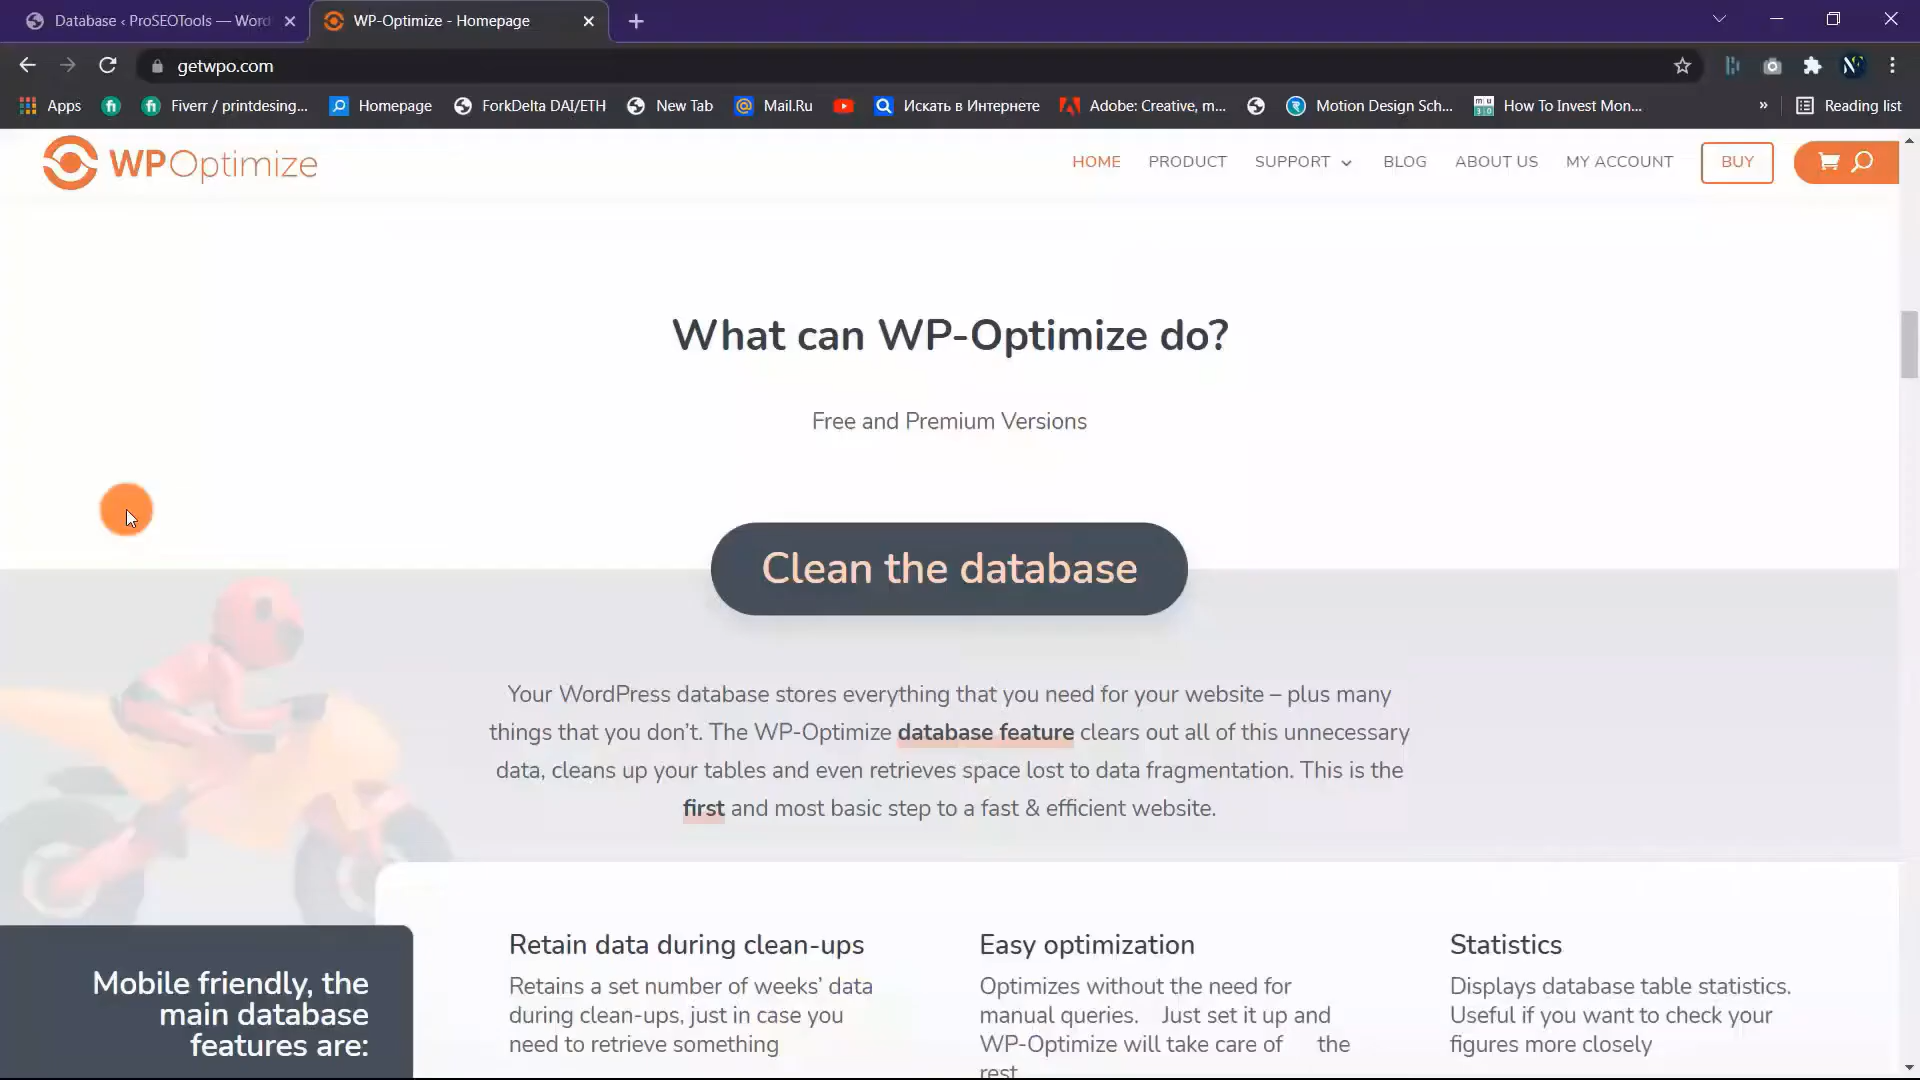 Database ‹ ProSEOTools — Word
WP-Optimize - Homepage
getwpo.com
Apps
Fiverr / printdesing...
Homepage
ForkDelta DAI/ETH
New Tab
Mail.Ru
Искать в Интернете
Adobe: Creative, m...
Motion Design Sch...
How To Invest Mon...
»
Reading list
WPOptimize
HOME
PRODUCT
SUPPORT
BLOG
ABOUT US
MY ACCOUNT
BUY
What can WP-Optimize do?
Free and Premium Versions
Clean the database
Your WordPress database stores everything that you need for your website – plus many
things that you don’t. The WP-Optimize database feature clears out all of this unnecessary
data, cleans up your tables and even retrieves space lost to data fragmentation. This is the
first and most basic step to a fast & efficient website.
Mobile friendly, the
main database
features are:
Retain data during clean-ups
Retains a set number of weeks’ data
during clean-ups, just in case you
need to retrieve something
Easy optimization
Optimizes without the need for
manual queries. Just set it up and
WP-Optimize will take care of the
rest
Statistics
Displays database table statistics.
Useful if you want to check your
figures more closely